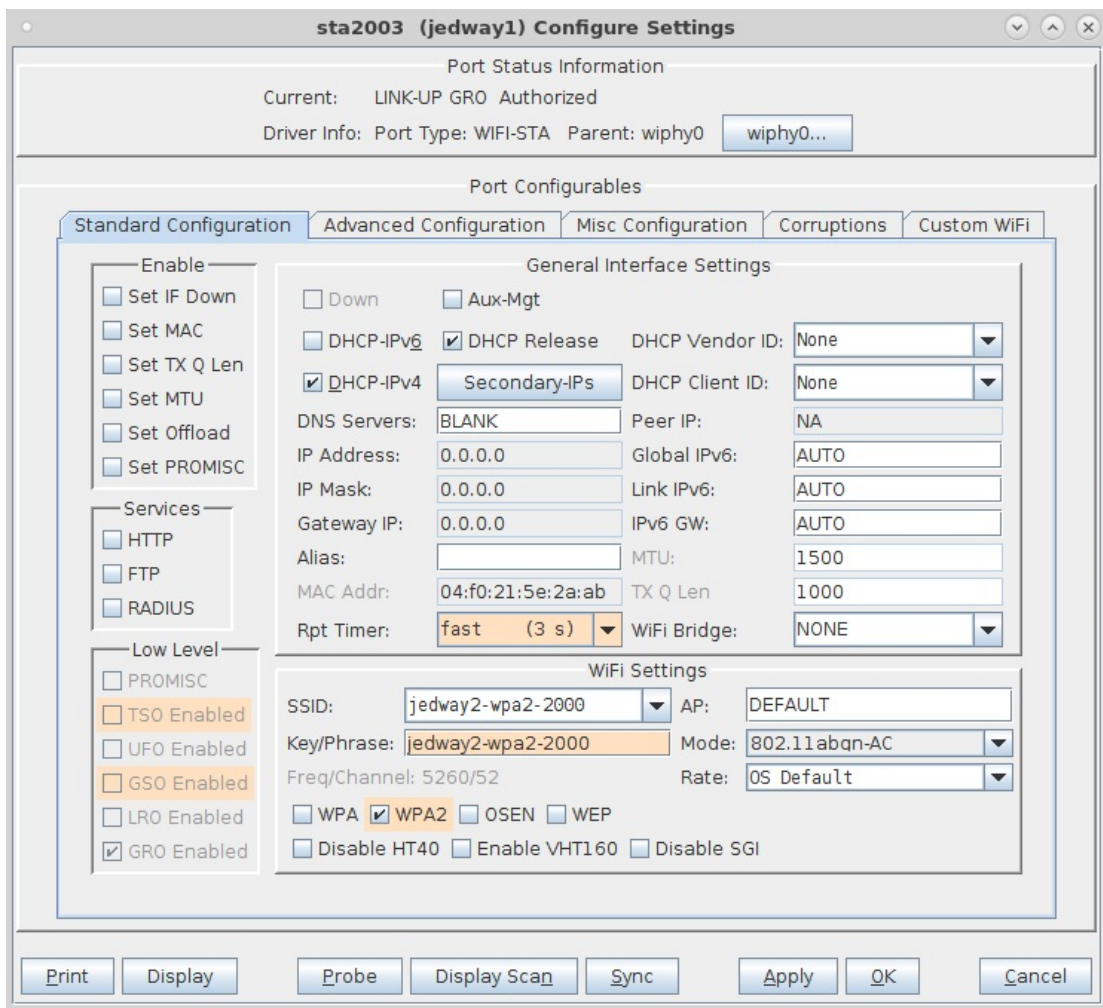 sta2003 (jedway1) Configure Settings
Port Status Information
Current: LINK-UP GRO Authorized
Driver Info: Port Type: WIFI-STA Parent: wiphy0 wiphy0...
Port Configurables
Standard Configuration Advanced Configuration Misc Configuration Corruptions Custom WiFi
Enable
Set IF Down
Set MAC
Set TX Q Len
Set MTU
Set Offload
Set PROMISC
Services
HTTP
FTP
RADIUS
Low Level
PROMISC
TSO Enabled
UFO Enabled
GSO Enabled
LRO Enabled
GRO Enabled
General Interface Settings
Down Aux-Mgt
DHCP-IPv6 DHCP Release DHCP Vendor ID: None
DHCP-IPv4 Secondary-IPs DHCP Client ID: None
DNS Servers: BLANK Peer IP: NA
IP Address: 0.0.0.0 Global IPv6: AUTO
IP Mask: 0.0.0.0 Link IPv6: AUTO
Gateway IP: 0.0.0.0 IPv6 GW: AUTO
Alias: MTU: 1500
MAC Addr: 04:f0:21:5e:2a:ab TX Q Len 1000
Rpt Timer: fast (3 s) WiFi Bridge: NONE
WiFi Settings
SSID: jedway2-wpa2-2000 AP: DEFAULT
Key/Phrase: jedway2-wpa2-2000 Mode: 802.11abgn-AC
Freq/Channel: 5260/52 Rate: OS Default
WPA WPA2 OSEN WEP
Disable HT40 Enable VHT160 Disable SGI
Print Display Probe Display Scan Sync Apply OK Cancel